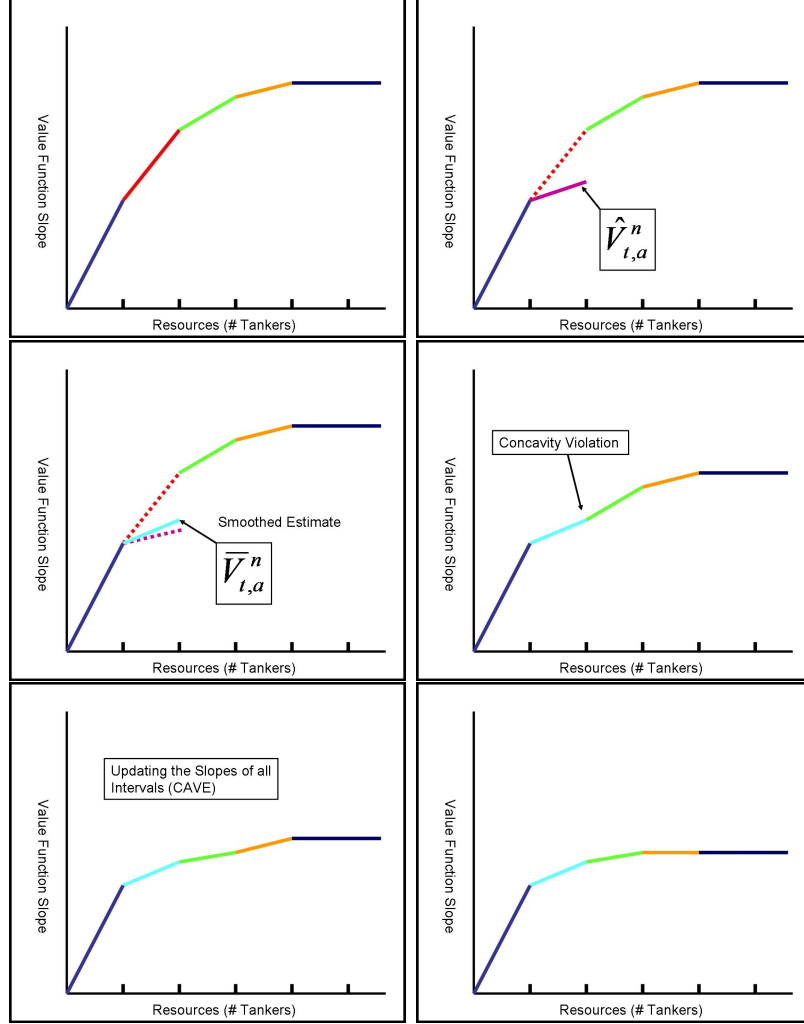 Value Function Slope
Resources (# Tankers)
Value Function Slope
V̂ⁿₜ,ₐ
Resources (# Tankers)
Value Function Slope
Smoothed Estimate
V̅ⁿₜ,ₐ
Resources (# Tankers)
Value Function Slope
Concavity Violation
Resources (# Tankers)
Value Function Slope
Updating the Slopes of all
Intervals (CAVE)
Resources (# Tankers)
Value Function Slope
Resources (# Tankers)